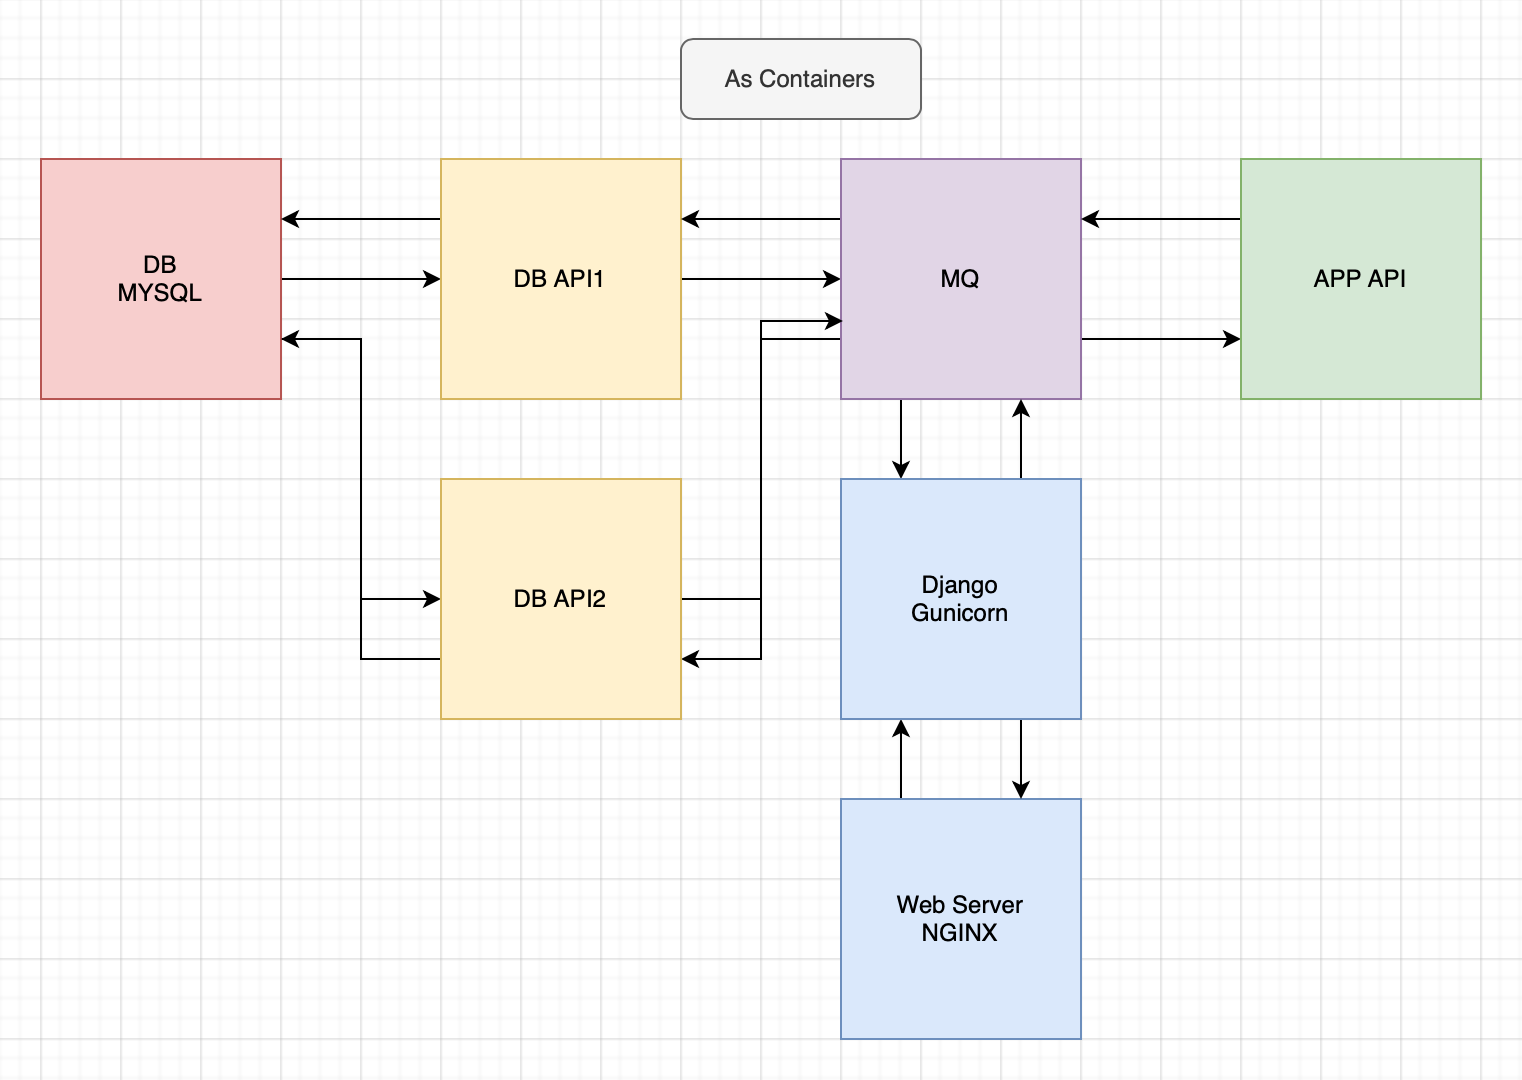 As Containers
DB
MYSQL
DB API1
MQ
APP API
DB API2
Django
Gunicorn
Web Server
NGINX